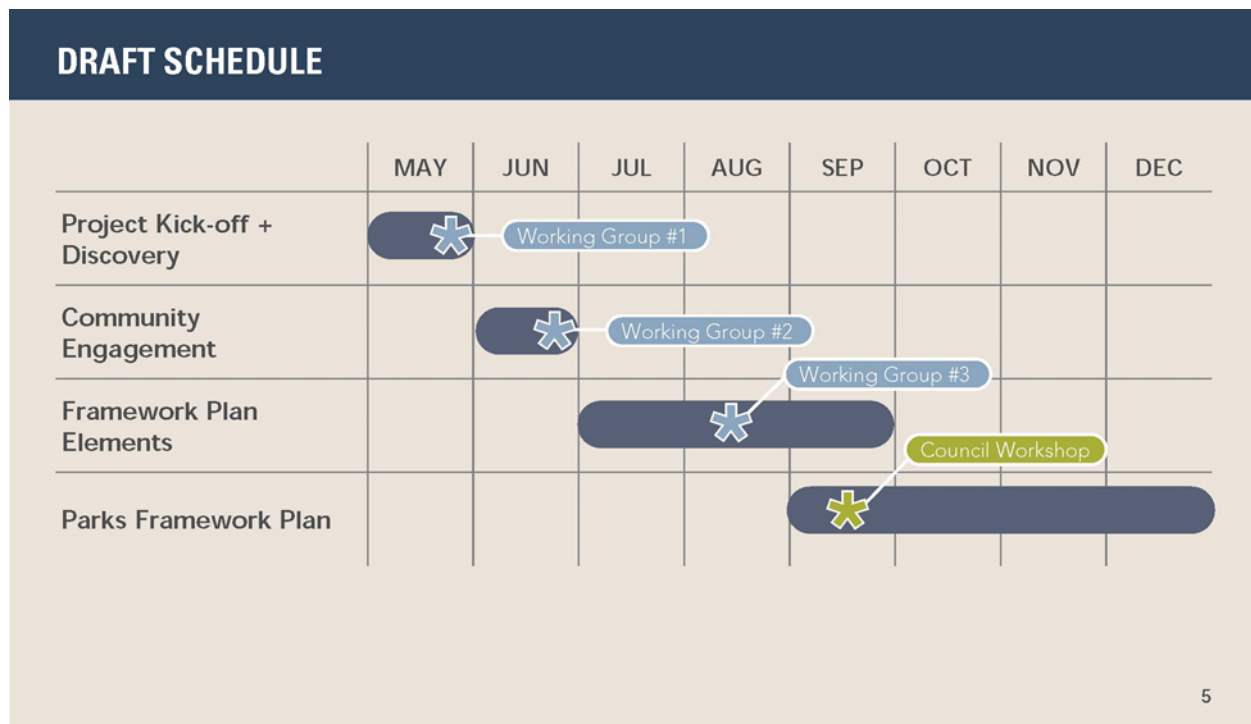 DRAFT SCHEDULE
MAY JUN JUL AUG SEP OCT NOV DEC
Project Kick-off +
Discovery
Working Group #1
Community
Engagement
Working Group #2
Working Group #3
Framework Plan
Elements
Council Workshop
Parks Framework Plan
5